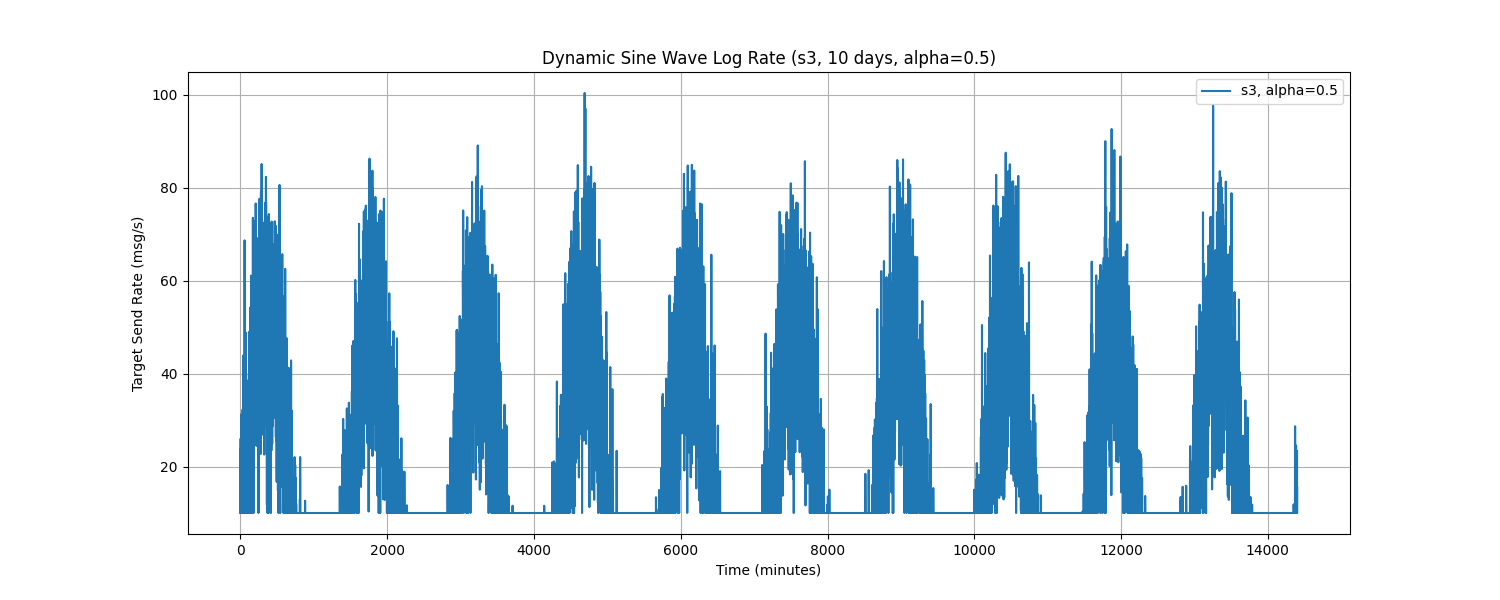 Dynamic Sine Wave Log Rate (s3, 10 days, alpha=0.5)
s3, alpha=0.5
Target Send Rate (msg/s)
100
80
60
40
20
0 2000 4000 6000 8000 10000 12000 14000
Time (minutes)